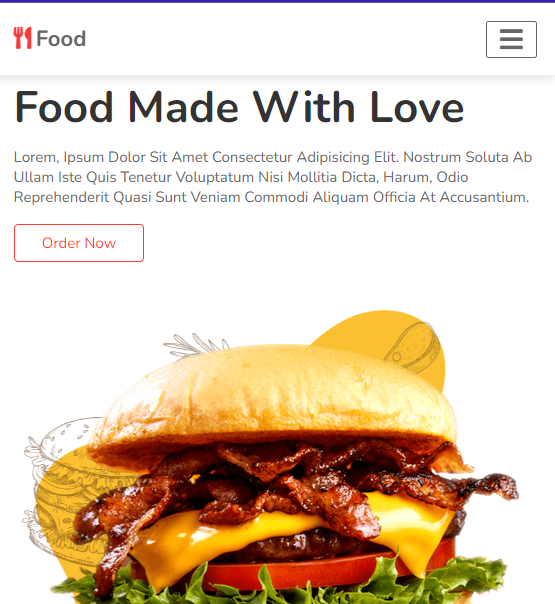 Food
Food Made With Love
Lorem, Ipsum Dolor Sit Amet Consectetur Adipisicing Elit. Nostrum Soluta Ab
Ullam Iste Quis Tenetur Voluptatum Nisi Mollitia Dicta, Harum, Odio
Reprehenderit Quasi Sunt Veniam Commodi Aliquam Officia At Accusantium.
Order Now